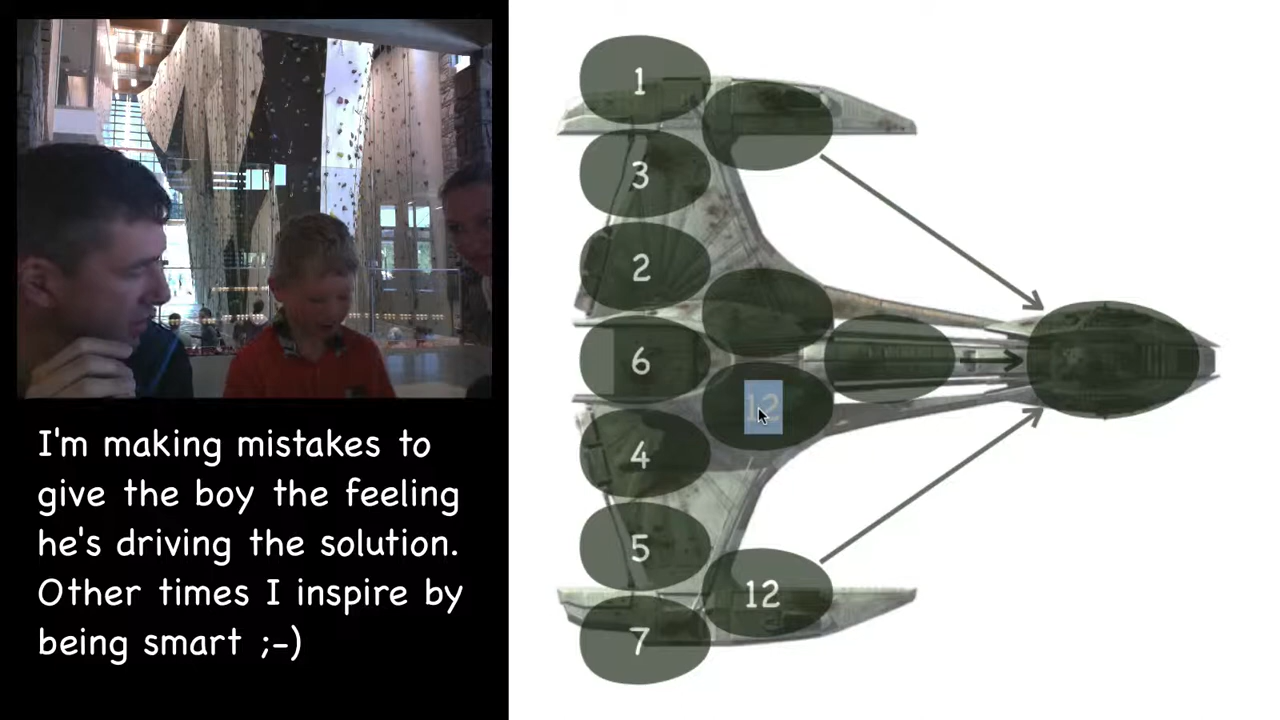 I'm making mistakes to
give the boy the feeling
he's driving the solution.
Other times I inspire by
being smart ;-)
1
3
2
6
12
4
5
12
7